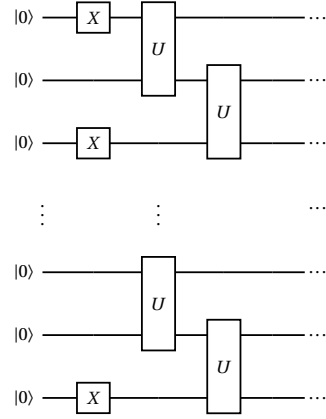 |0⟩ X U ⋯
|0⟩ U ⋯
|0⟩ X ⋯
⋮ ⋮ ⋯
|0⟩ U ⋯
|0⟩ U ⋯
|0⟩ X ⋯